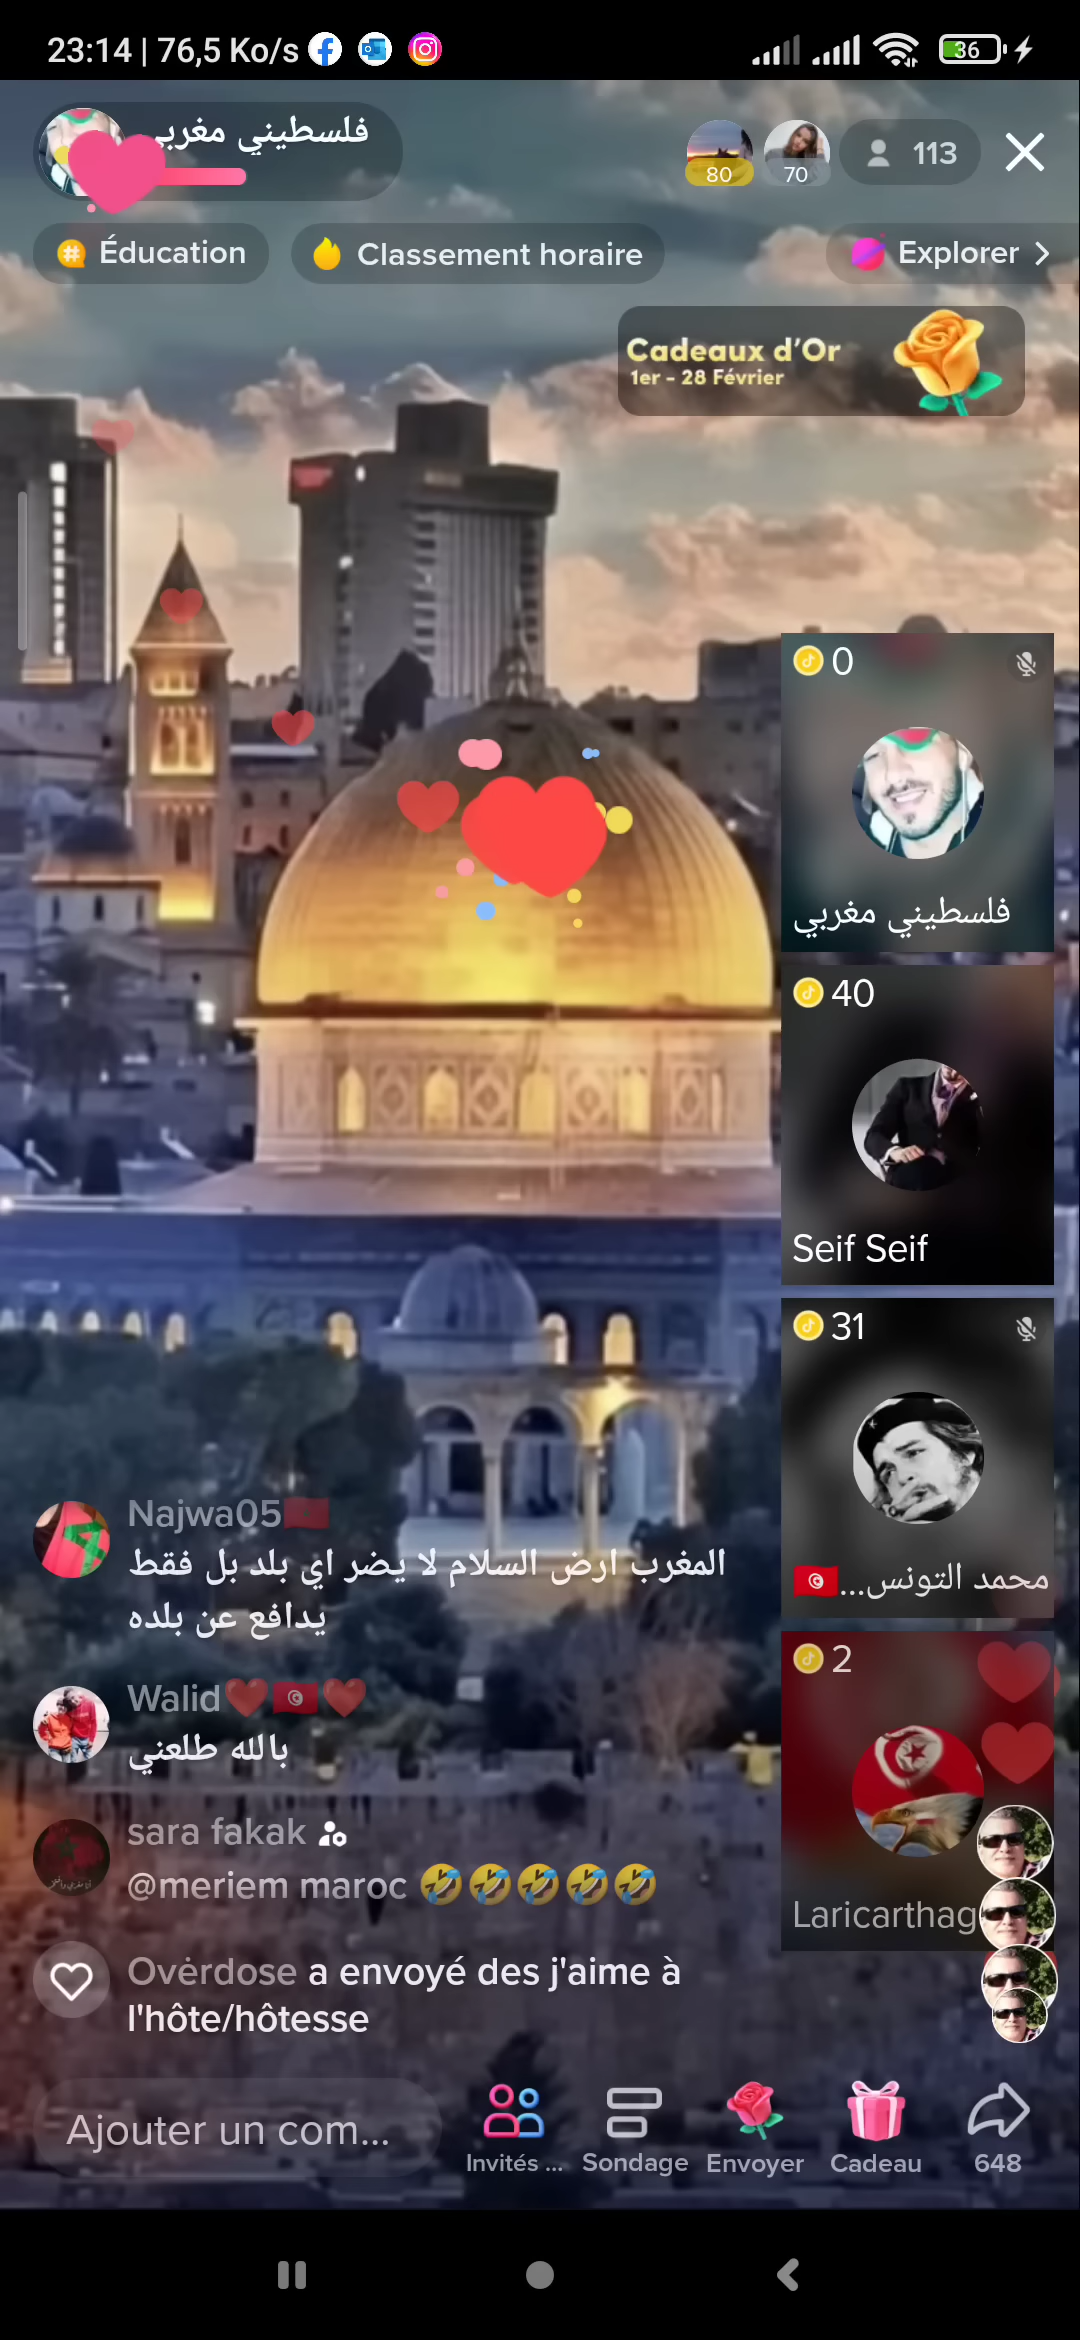 23:14 | 76,5 Ko/s
36
فلسطيني مغربي
80
70
113
Éducation
Classement horaire
Explorer
Cadeaux d'Or
1er - 28 Février
0
فلسطيني مغربي
40
Seif Seif
31
محمد التونس...🇹🇳
2
Laricarthag
Najwa05🇲🇦
المغرب ارض السلام لا يضر اي بلد بل فقط
يدافع عن بلده
Walid❤️🇹🇳❤️
بالله طلعني
sara fakak
@meriem maroc 🤣🤣🤣🤣🤣
Ovėrdose a envoyé des j'aime à
l'hôte/hôtesse
Ajouter un com...
Invités ...
Sondage
Envoyer
Cadeau
648